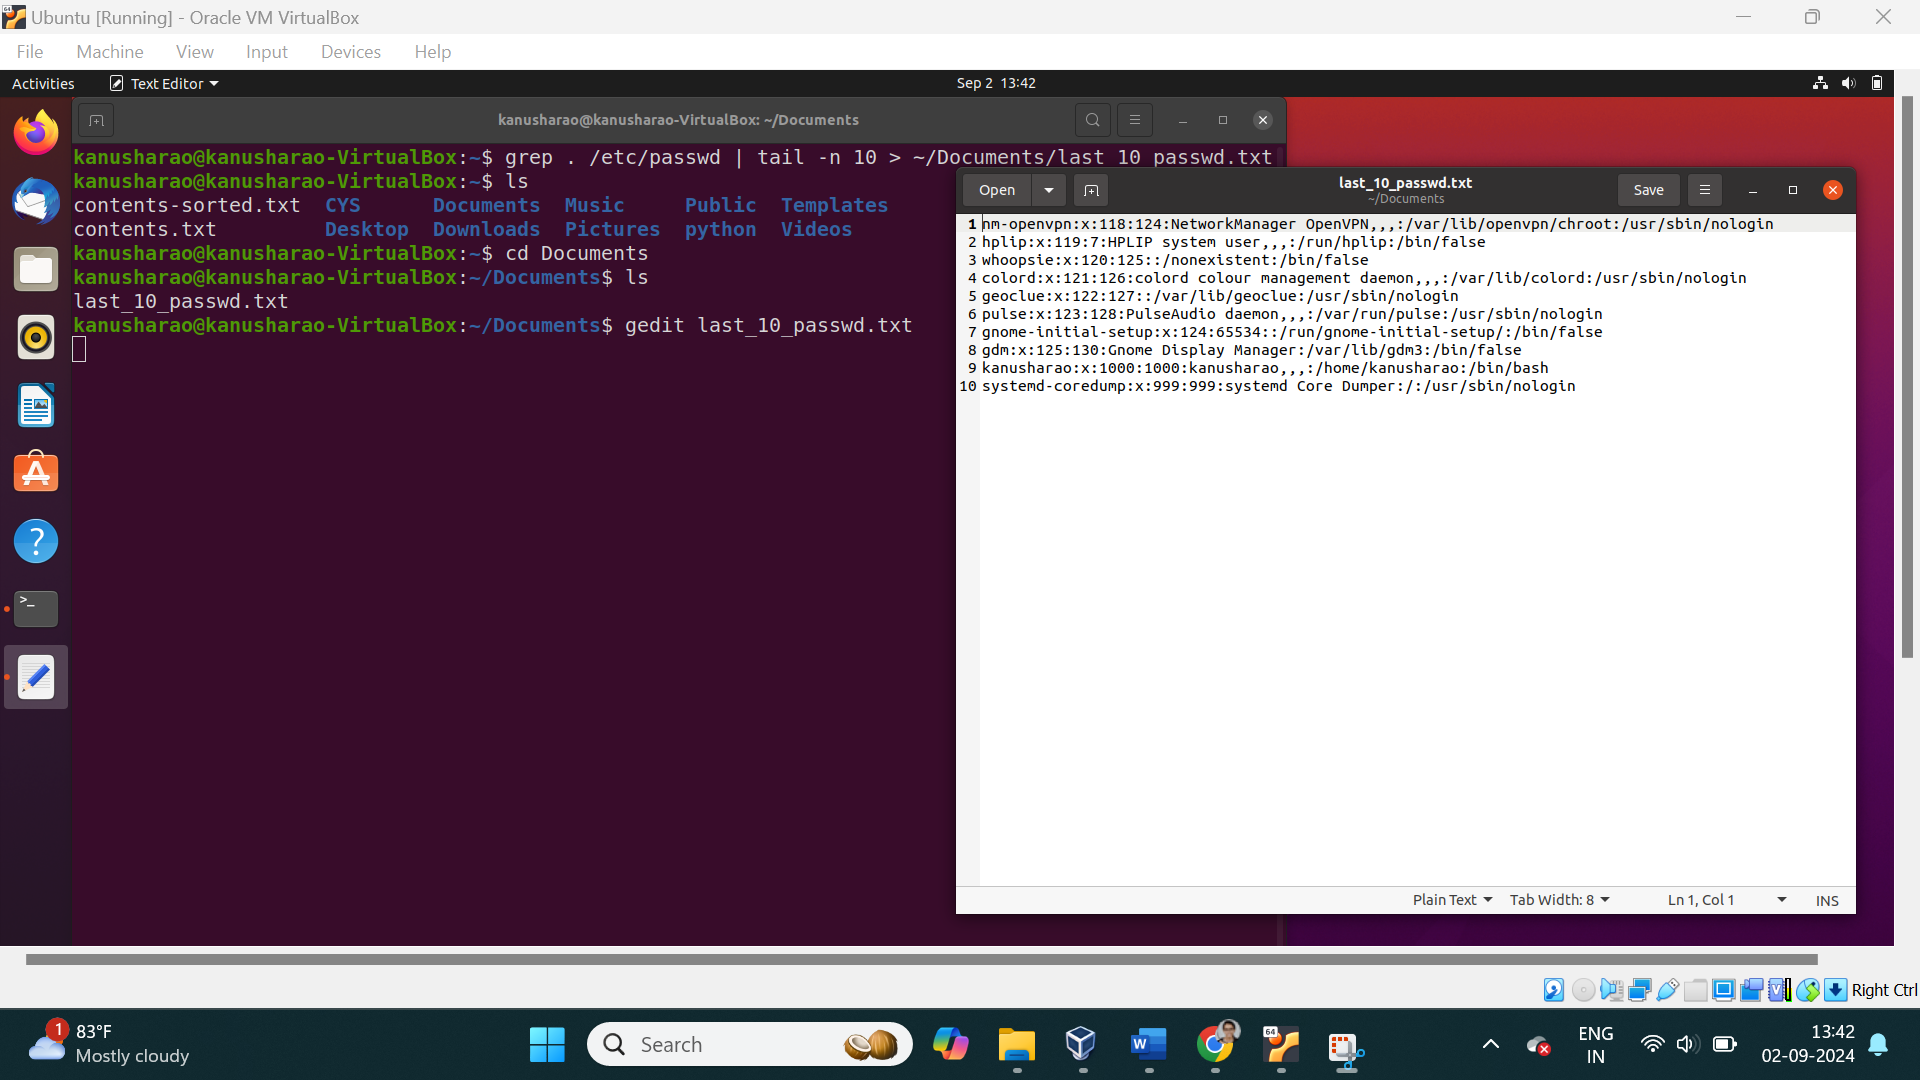 Ubuntu [Running] - Oracle VM VirtualBox
File Machine View Input Devices Help
Activities Text Editor Sep 2 13:42
kanusharao@kanusharao-VirtualBox: ~/Documents
kanusharao@kanusharao-VirtualBox:~$ grep . /etc/passwd | tail -n 10 > ~/Documents/last_10_passwd.txt
kanusharao@kanusharao-VirtualBox:~$ ls
contents-sorted.txt CYS Documents Music Public Templates
contents.txt Desktop Downloads Pictures python Videos
kanusharao@kanusharao-VirtualBox:~$ cd Documents
kanusharao@kanusharao-VirtualBox:~/Documents$ ls
last_10_passwd.txt
kanusharao@kanusharao-VirtualBox:~/Documents$ gedit last_10_passwd.txt
Open last_10_passwd.txt Save
~/Documents
1 nm-openvpn:x:118:124:NetworkManager OpenVPN,,,:/var/lib/openvpn/chroot:/usr/sbin/nologin
2 hplip:x:119:7:HPLIP system user,,,:/run/hplip:/bin/false
3 whoopsie:x:120:125::/nonexistent:/bin/false
4 colord:x:121:126:colord colour management daemon,,,:/var/lib/colord:/usr/sbin/nologin
5 geoclue:x:122:127::/var/lib/geoclue:/usr/sbin/nologin
6 pulse:x:123:128:PulseAudio daemon,,,:/var/run/pulse:/usr/sbin/nologin
7 gnome-initial-setup:x:124:65534::/run/gnome-initial-setup/:/bin/false
8 gdm:x:125:130:Gnome Display Manager:/var/lib/gdm3:/bin/false
9 kanusharao:x:1000:1000:kanusharao,,,:/home/kanusharao:/bin/bash
10 systemd-coredump:x:999:999:systemd Core Dumper:/:/usr/sbin/nologin
Plain Text Tab Width: 8 Ln 1, Col 1 INS
Right Ctrl
1 83°F
Mostly cloudy
Search
64
ENG
IN
13:42
02-09-2024